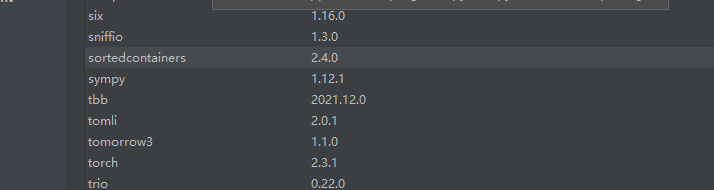 six 1.16.0
sniffio 1.3.0
sortedcontainers 2.4.0
sympy 1.12.1
tbb 2021.12.0
tomli 2.0.1
tomorrow3 1.1.0
torch 2.3.1
trio 0.22.0